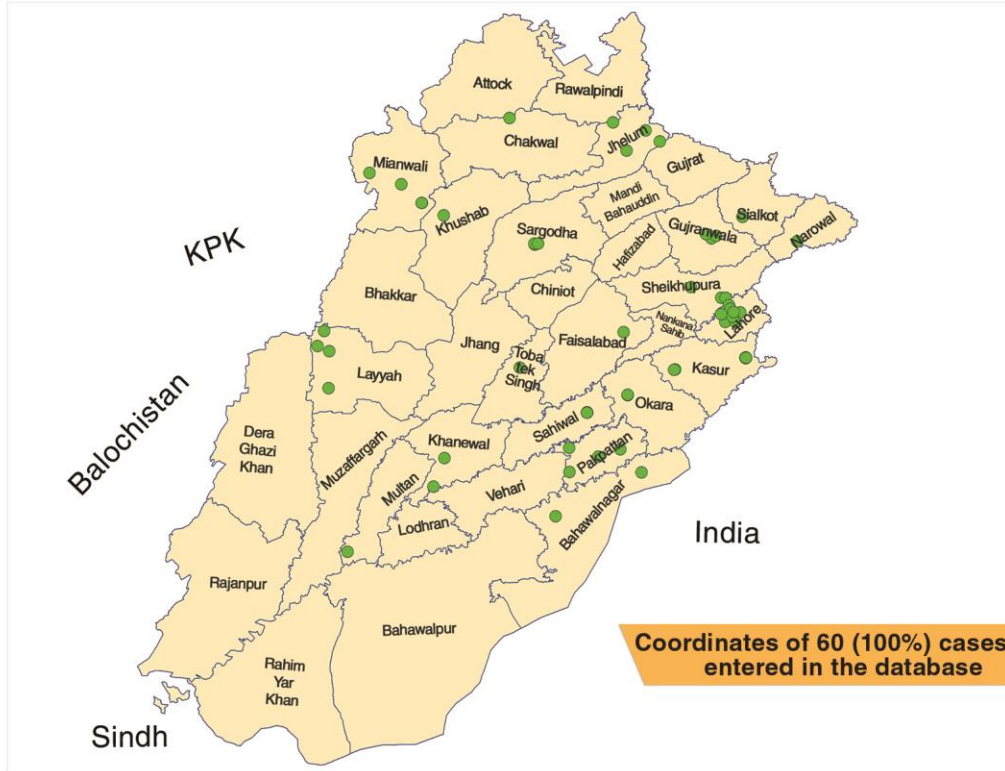 Attock
Rawalpindi
Chakwal
Jhelum
Mianwali
Gujrat
Mandi
Bahauddin
Khushab
Sialkot
KPK
Sargodha
Hafizabad
Gujranwala
Narowal
Sheikhupura
Bhakkar
Chiniot
Nankana
Sahib
Lahore
Jhang
Faisalabad
Toba
tek
Singh
Layyah
Kasur
Okara
Balochistan
Dera
Ghazi
Khan
Muzaffargarh
Khanewal
Sahiwal
Pakpattan
Multan
Vehari
Lodhran
Bahawalnagar
India
Rajanpur
Bahawalpur
Rahim
Yar
Khan
Sindh
Coordinates of 60 (100%) cases
entered in the database